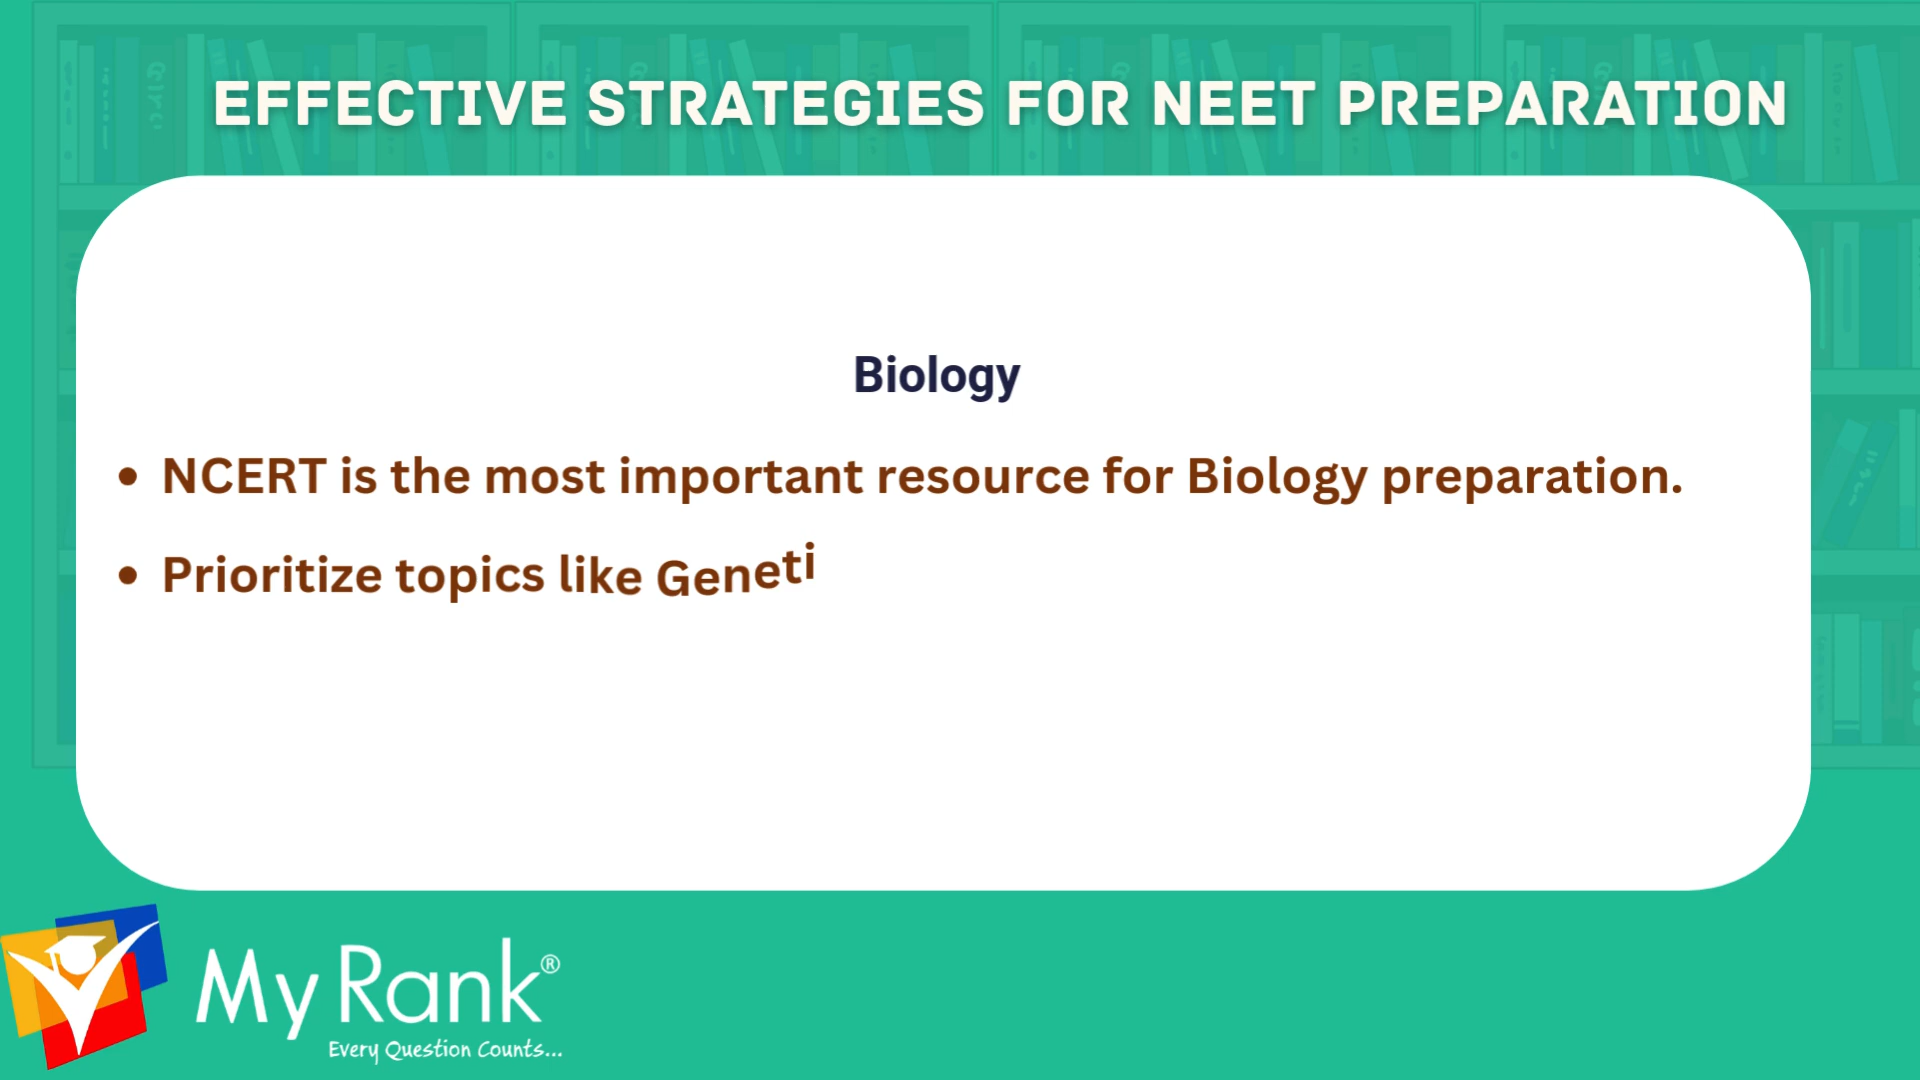 EFFECTIVE STRATEGIES FOR NEET PREPARATION
Biology
• NCERT is the most important resource for Biology preparation.
• Prioritize topics like Geneti
My Rank®
Every Question Counts...